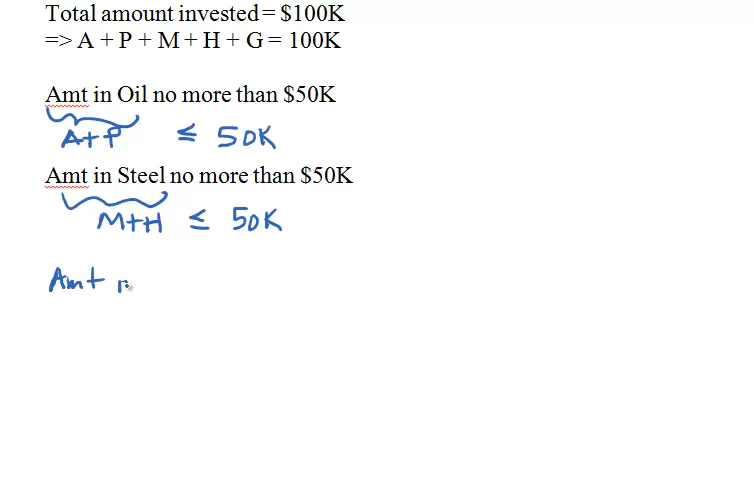 Total amount invested = $100K
=> A + P + M + H + G = 100K
Amt in Oil no more than $50K
A+P ≤ 50K
Amt in Steel no more than $50K
M+H ≤ 50K
Amt